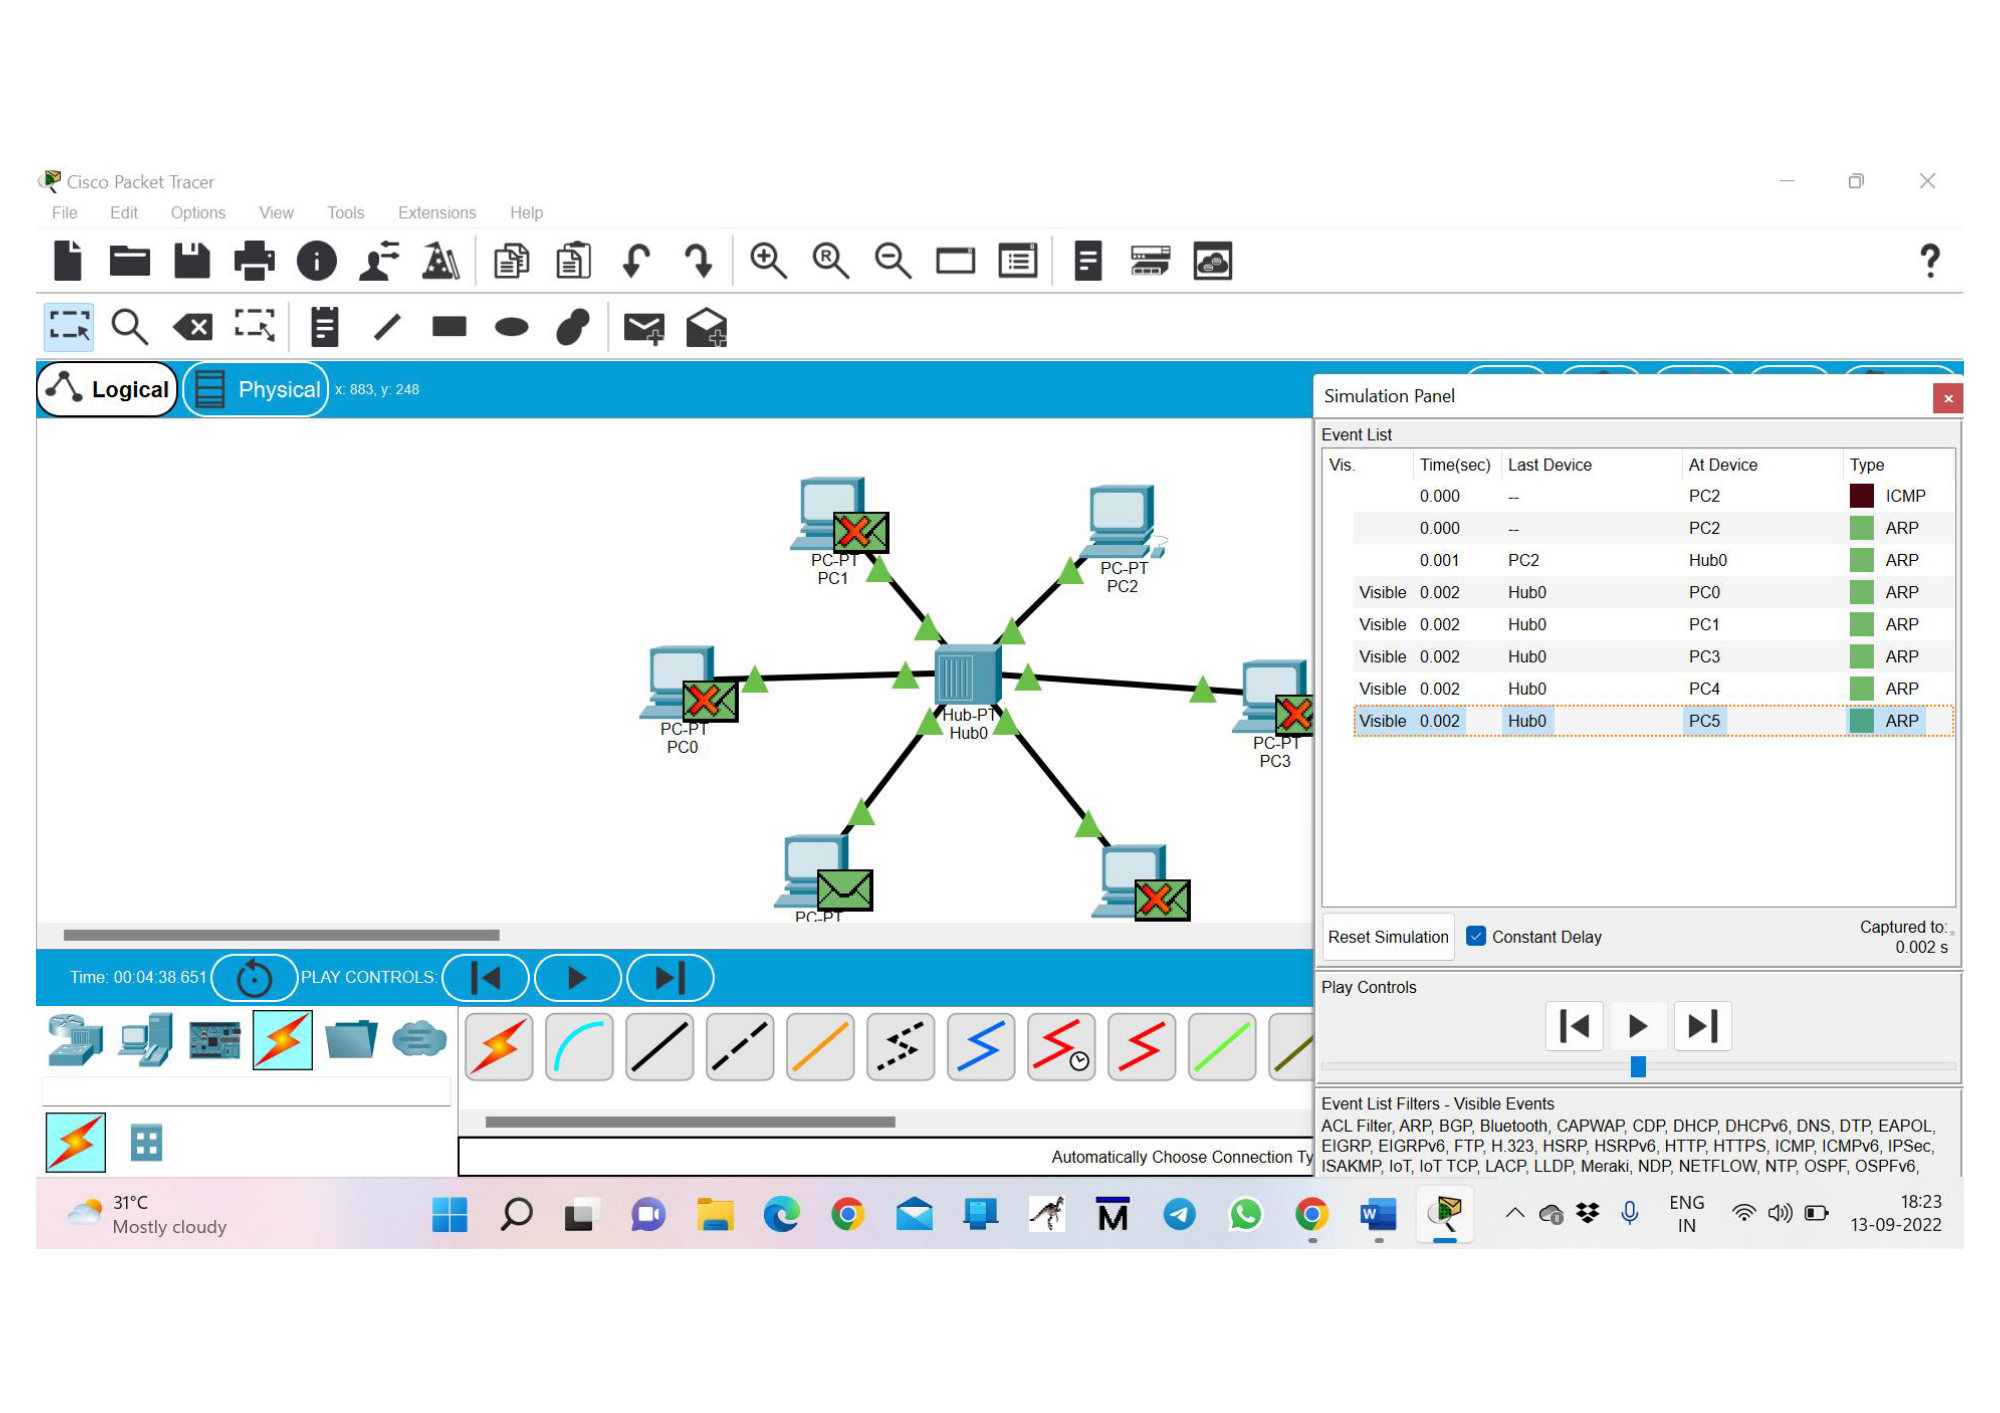 Cisco Packet Tracer
File Edit Options View Tools Extensions Help
Logical Physical x: 883, y: 248
Simulation Panel
Event List
Vis. Time(sec) Last Device At Device Type
0.000 -- PC2 ICMP
0.000 -- PC2 ARP
0.001 PC2 Hub0 ARP
Visible 0.002 Hub0 PC0 ARP
Visible 0.002 Hub0 PC1 ARP
Visible 0.002 Hub0 PC3 ARP
Visible 0.002 Hub0 PC4 ARP
Visible 0.002 Hub0 PC5 ARP
PC-PT
PC1
PC-PT
PC2
PC-PT
PC0
Hub-PT
Hub0
PC-PT
PC3
PC-PT
Reset Simulation Constant Delay
Captured to:
0.002 s
Time: 00:04:38.651 PLAY CONTROLS:
Play Controls
Event List Filters - Visible Events
ACL Filter, ARP, BGP, Bluetooth, CAPWAP, CDP, DHCP, DHCPv6, DNS, DTP, EAPOL,
EIGRP, EIGRPv6, FTP, H.323, HSRP, HSRPv6, HTTP, HTTPS, ICMP, ICMPv6, IPSec,
ISAKMP, IoT, IoT TCP, LACP, LLDP, Meraki, NDP, NETFLOW, NTP, OSPF, OSPFv6,
Automatically Choose Connection Ty
31°C
Mostly cloudy
M
W
ENG
IN
18:23
13-09-2022